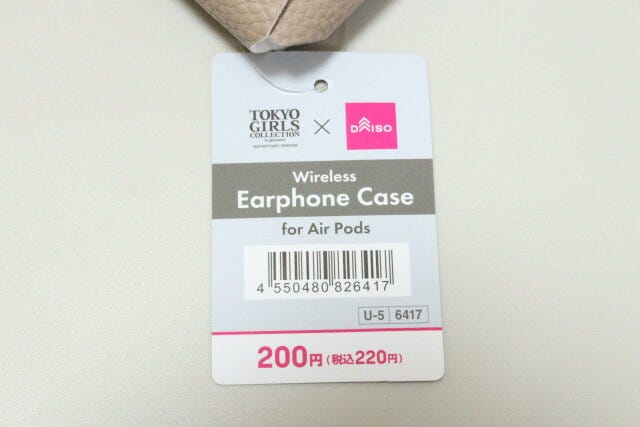 TOKYO
GIRLS
COLLECTION
×
DAISO
Wireless
Earphone Case
for Air Pods
4 550480 826417
U-5 6417
200円(税込220円)